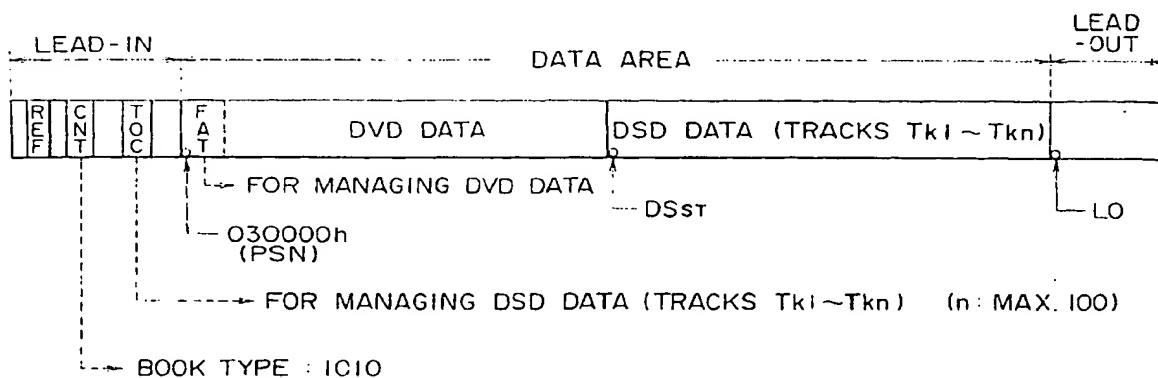 LEAD-IN
DATA AREA
LEAD
-OUT
REF
CNT
TOC
FAT
DVD DATA
DSD DATA (TRACKS Tk1 ~ Tkn)
FOR MANAGING DVD DATA
DSST
LO
030000h
(PSN)
FOR MANAGING DSD DATA (TRACKS Tk1~Tkn) (n: MAX. 100)
BOOK TYPE : 1010